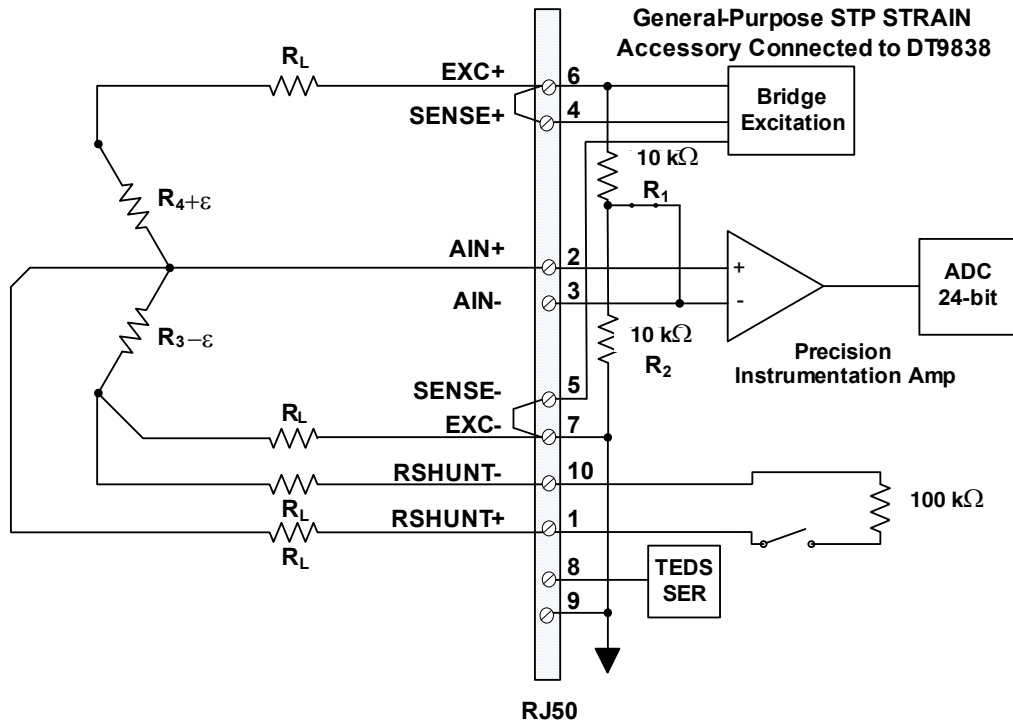 General-Purpose STP STRAIN
Accessory Connected to DT9838
RL
EXC+
6
SENSE+
4
Bridge
Excitation
10 kΩ
R1
R4+ε
AIN+
2
+
ADC
24-bit
AIN-
3
-
R3−ε
10 kΩ
R2
Precision
Instrumentation Amp
SENSE-
5
RL
EXC-
7
RSHUNT-
10
RL
100 kΩ
RSHUNT+
1
RL
8
TEDS
SER
9
RJ50